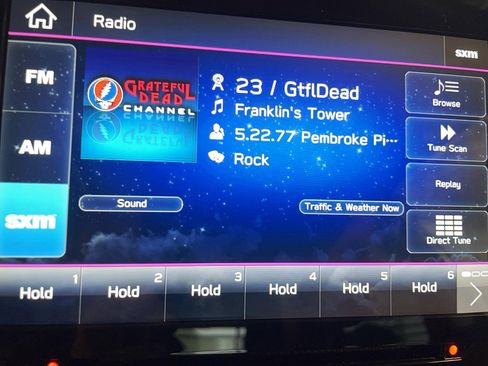 Radio
sxm
FM
AM
sxm
GRATEFUL
DEAD
CHANNEL
23 / GtflDead
Franklin's Tower
5.22.77 Pembroke Pi...
Rock
Browse
Tune Scan
Replay
Direct Tune
Sound
Traffic & Weather Now
1 2 3 4 5 6
Hold Hold Hold Hold Hold Hold